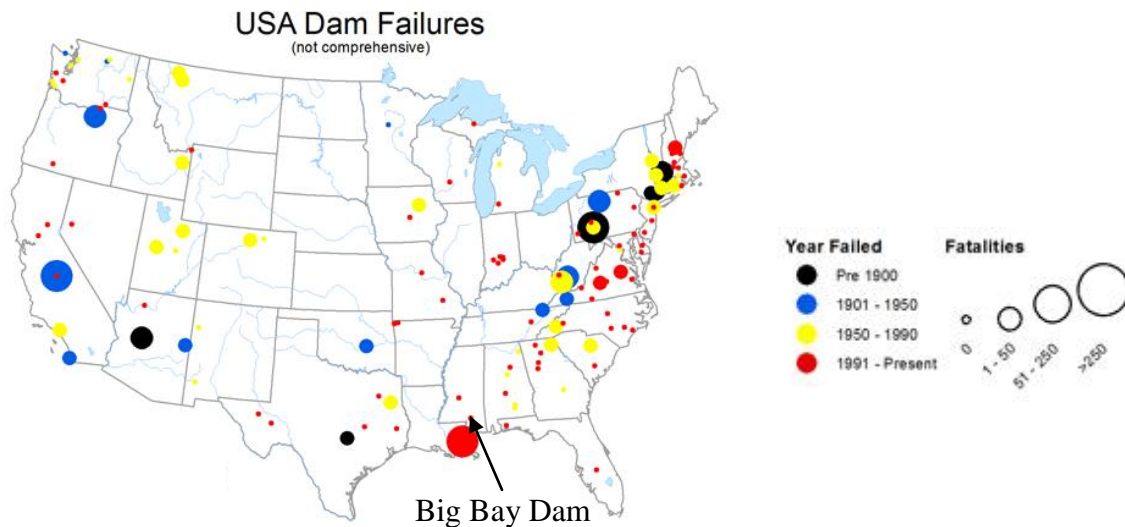 USA Dam Failures
(not comprehensive)
Year Failed
Pre 1900
1901 - 1950
1950 - 1990
1991 - Present
Fatalities
0
1 - 50
51 - 250
>250
Big Bay Dam